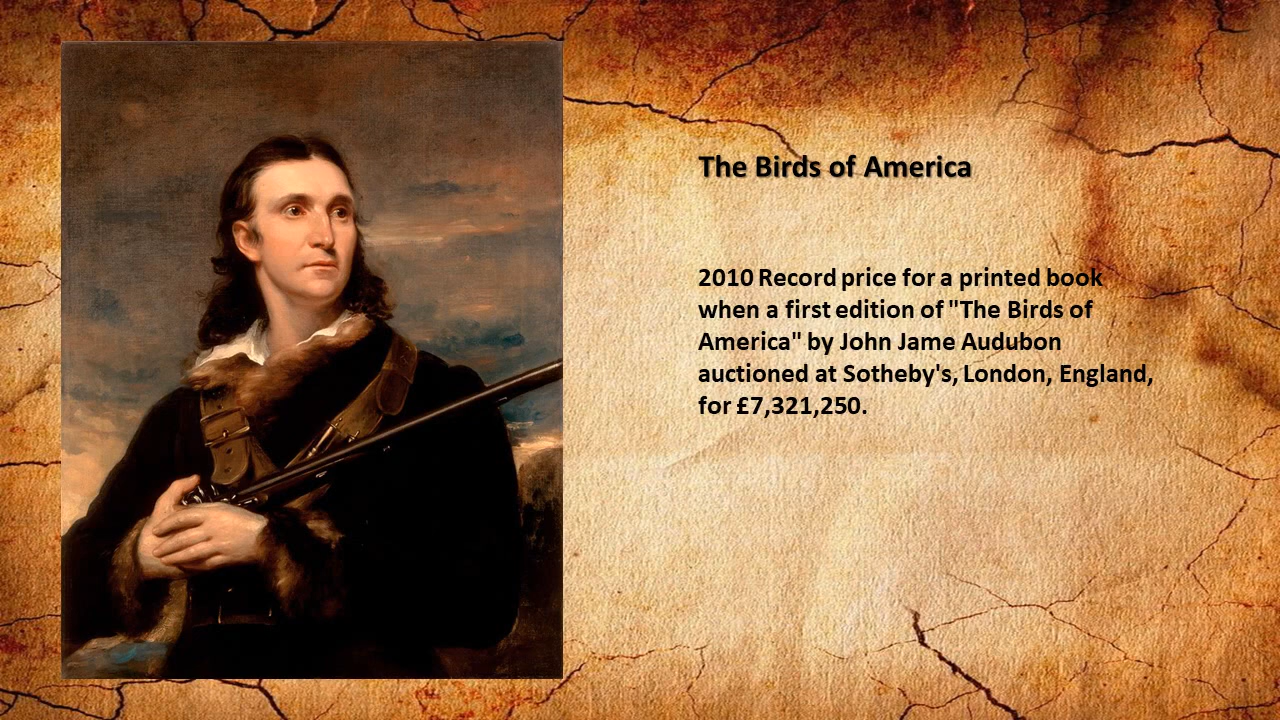 The Birds of America
2010 Record price for a printed book
when a first edition of "The Birds of
America" by John Jame Audubon
auctioned at Sotheby's, London, England,
for £7,321,250.